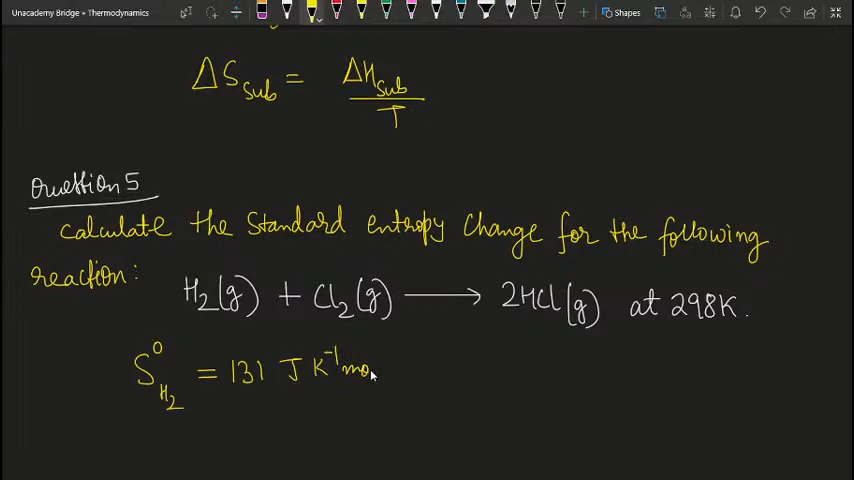 Unacademy Bridge + Thermodynamics
Shapes
ΔS_Sub = ΔH_Sub / T
Question 5
calculate the Standard entropy change for the following
reaction:
H₂(g) + Cl₂(g) ⟶ 2HCl(g) at 298K.
S⁰_H₂ = 131 J K⁻¹ mo